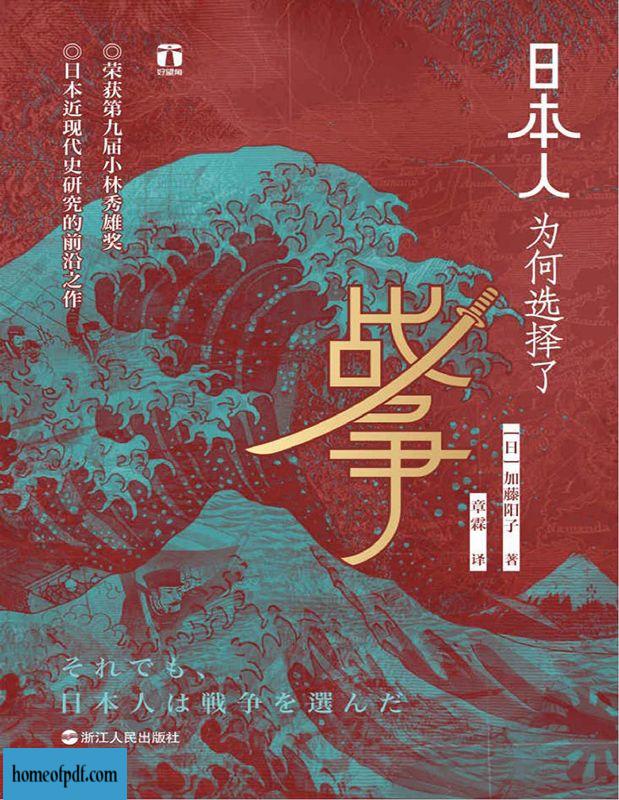 日本人
为何选择了
战争
[日]加藤阳子 著
章霖 译
◎荣获第九届小林秀雄奖
◎日本近现代史研究的前沿之作
好望角
それでも、
日本人は戦争を選んだ
浙江人民出版社
homeofpdf.com